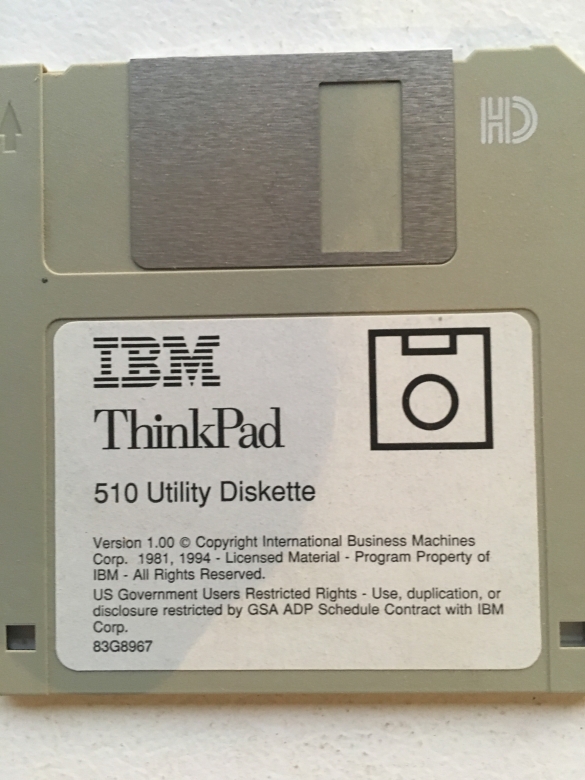 HD
IBM
ThinkPad
510 Utility Diskette
Version 1.00 © Copyright International Business Machines
Corp. 1981, 1994 - Licensed Material - Program Property of
IBM - All Rights Reserved.
US Government Users Restricted Rights - Use, duplication, or
disclosure restricted by GSA ADP Schedule Contract with IBM
Corp.
83G8967